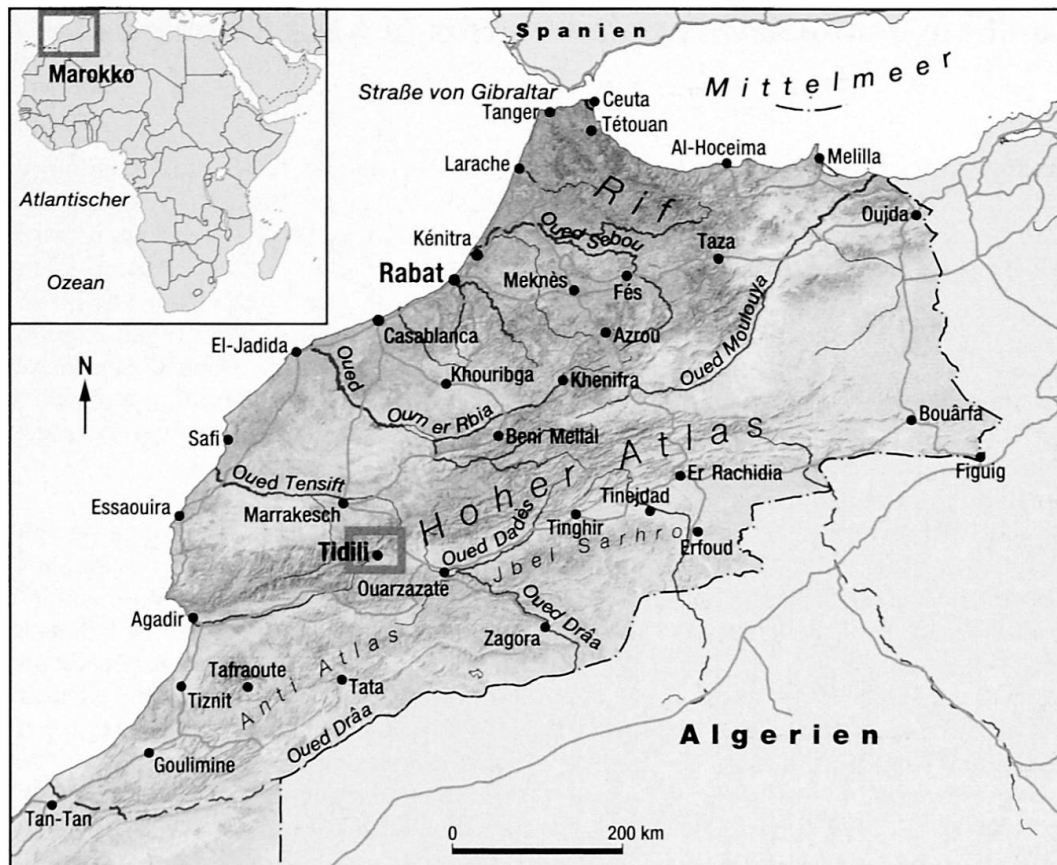 Marokko
Atlantischer
Ozean
Spanien
Mittelmeer
Straße von Gibraltar
Ceuta
Tanger
Tétouan
Al-Hoceima
Melilla
Larache
Rif
Oujda
Oued Sebou
Kénitra
Taza
Rabat
Meknès
Fés
Casablanca
Azrou
Oued Moulouya
El-Jadida
N
Oued
Khouribga
Khenifra
Oum er Rbia
Bouârfa
Safi
Beni Mellal
Hoher Atlas
Figuig
Oued Tensift
Er Rachidia
Essaouira
Marrakesch
Tinejdad
Oued Dadès
Tinghir
Tidili
Jbel Sarhro
Erfoud
Ouarzazate
Agadir
Oued Drâa
Zagora
Anti Atlas
Tafraoute
Tiznit
Tata
Oued Drâa
Algerien
Goulimine
Tan-Tan
0 200 km